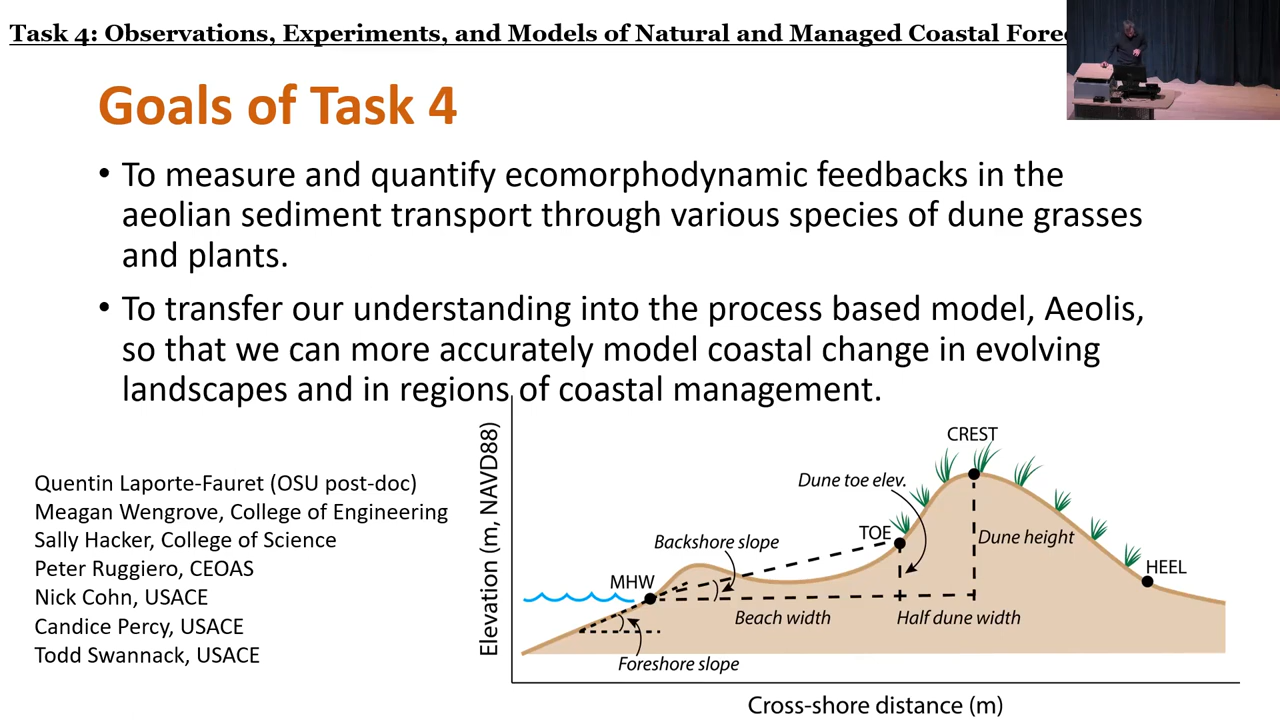 Task 4: Observations, Experiments, and Models of Natural and Managed Coastal
Goals of Task 4
• To measure and quantify ecomorphodynamic feedbacks in the
aeolian sediment transport through various species of dune grasses
and plants.
• To transfer our understanding into the process based model, Aeolis,
so that we can more accurately model coastal change in evolving
landscapes and in regions of coastal management.
Quentin Laporte-Fauret (OSU post-doc)
Meagan Wengrove, College of Engineering
Sally Hacker, College of Science
Peter Ruggiero, CEOAS
Nick Cohn, USACE
Candice Percy, USACE
Todd Swannack, USACE
Elevation (m, NAVD88)
CREST
Dune toe elev.
TOE
Dune height
Backshore slope
HEEL
MHW
Beach width
Half dune width
Foreshore slope
Cross-shore distance (m)